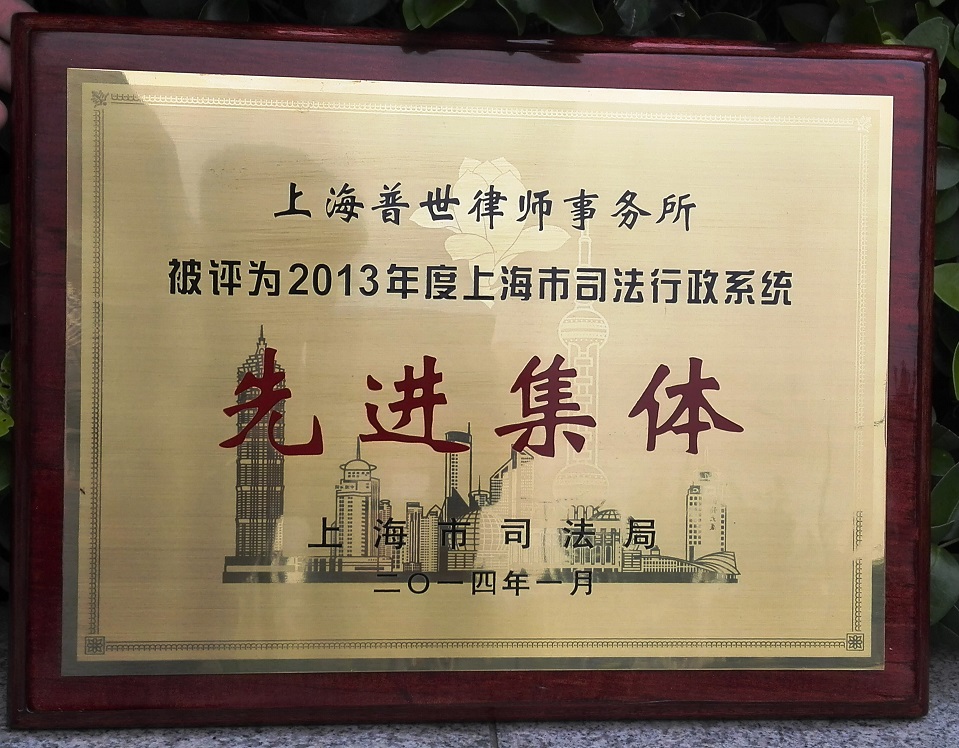 上海普世律师事务所
被评为2013年度上海市司法行政系统
先进集体
上海市司法局
二〇一四年一月